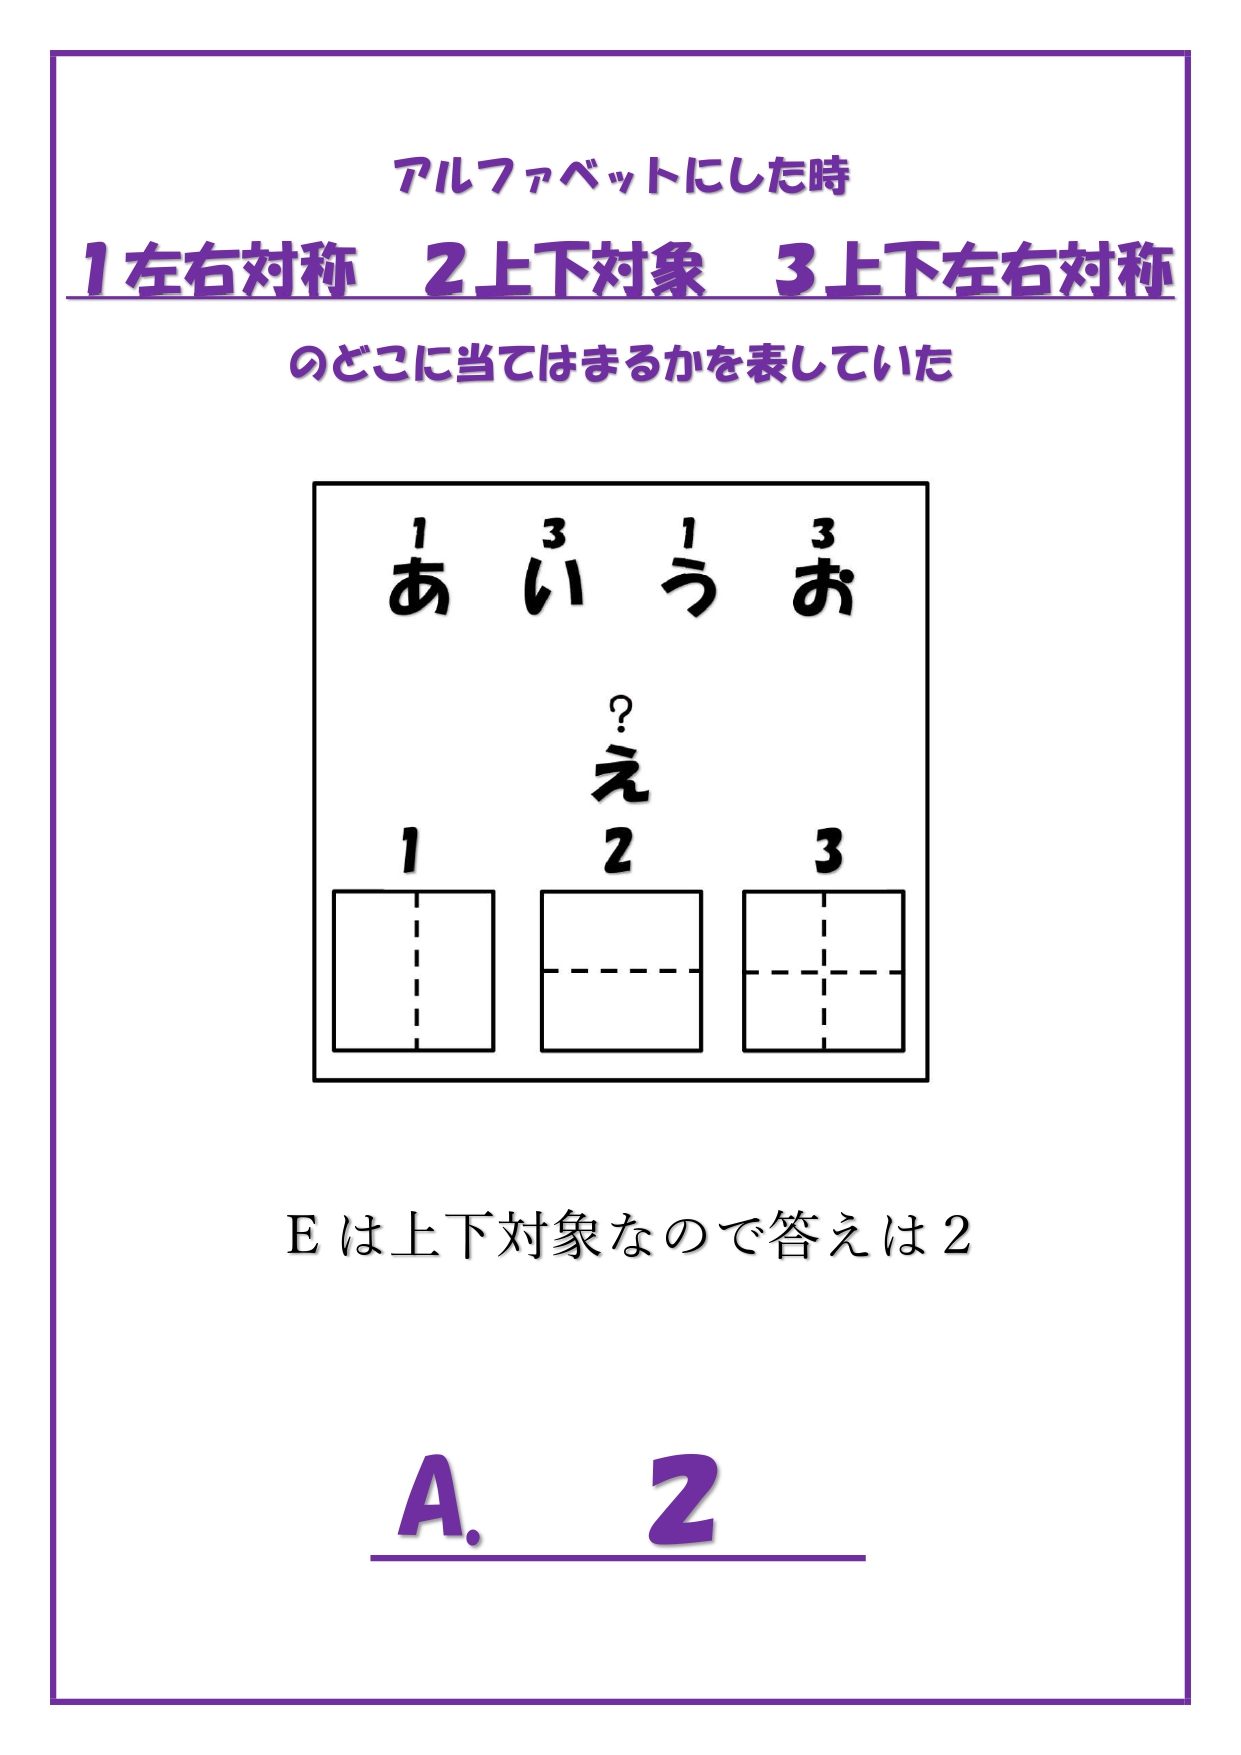 アルファベットにした時
1左右対称　2上下対象　3上下左右対称
のどこに当てはまるかを表していた
1 3 1 3
あ い う お
?
え
1 2 3
Eは上下対象なので答えは2
A. 2